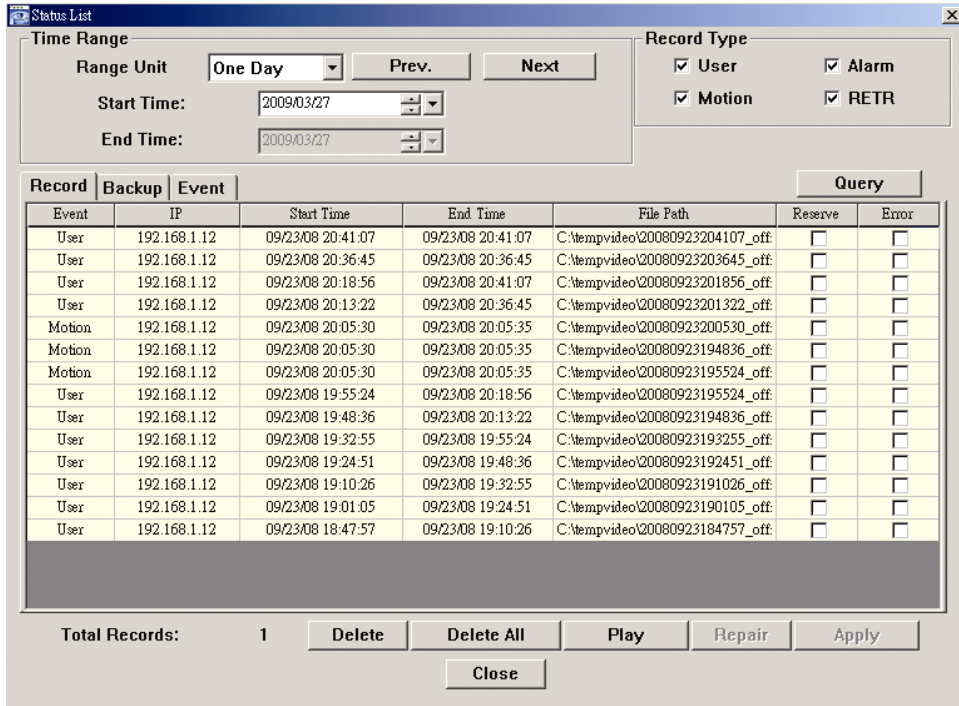 Status List
Time Range
Range Unit One Day Prev. Next
Start Time: 2009/03/27
End Time: 2009/03/27
Record Type
User Alarm
Motion RETR
Record Backup Event Query
Event IP Start Time End Time File Path Reserve Error
User 192.168.1.12 09/23/08 20:41:07 09/23/08 20:41:07 C:\tempvideo\20080923204107_off:
User 192.168.1.12 09/23/08 20:36:45 09/23/08 20:36:45 C:\tempvideo\20080923203645_off:
User 192.168.1.12 09/23/08 20:18:56 09/23/08 20:41:07 C:\tempvideo\20080923201856_off:
User 192.168.1.12 09/23/08 20:13:22 09/23/08 20:36:45 C:\tempvideo\20080923201322_off:
Motion 192.168.1.12 09/23/08 20:05:30 09/23/08 20:05:35 C:\tempvideo\20080923200530_off:
Motion 192.168.1.12 09/23/08 20:05:30 09/23/08 20:05:35 C:\tempvideo\20080923194836_off:
Motion 192.168.1.12 09/23/08 20:05:30 09/23/08 20:05:35 C:\tempvideo\20080923195524_off:
User 192.168.1.12 09/23/08 19:55:24 09/23/08 20:18:56 C:\tempvideo\20080923195524_off:
User 192.168.1.12 09/23/08 19:48:36 09/23/08 20:13:22 C:\tempvideo\20080923194836_off:
User 192.168.1.12 09/23/08 19:32:55 09/23/08 19:55:24 C:\tempvideo\20080923193255_off:
User 192.168.1.12 09/23/08 19:24:51 09/23/08 19:48:36 C:\tempvideo\20080923192451_off:
User 192.168.1.12 09/23/08 19:10:26 09/23/08 19:32:55 C:\tempvideo\20080923191026_off:
User 192.168.1.12 09/23/08 19:01:05 09/23/08 19:24:51 C:\tempvideo\20080923190105_off:
User 192.168.1.12 09/23/08 18:47:57 09/23/08 19:10:26 C:\tempvideo\20080923184757_off:
Total Records: 1 Delete Delete All Play Repair Apply
Close